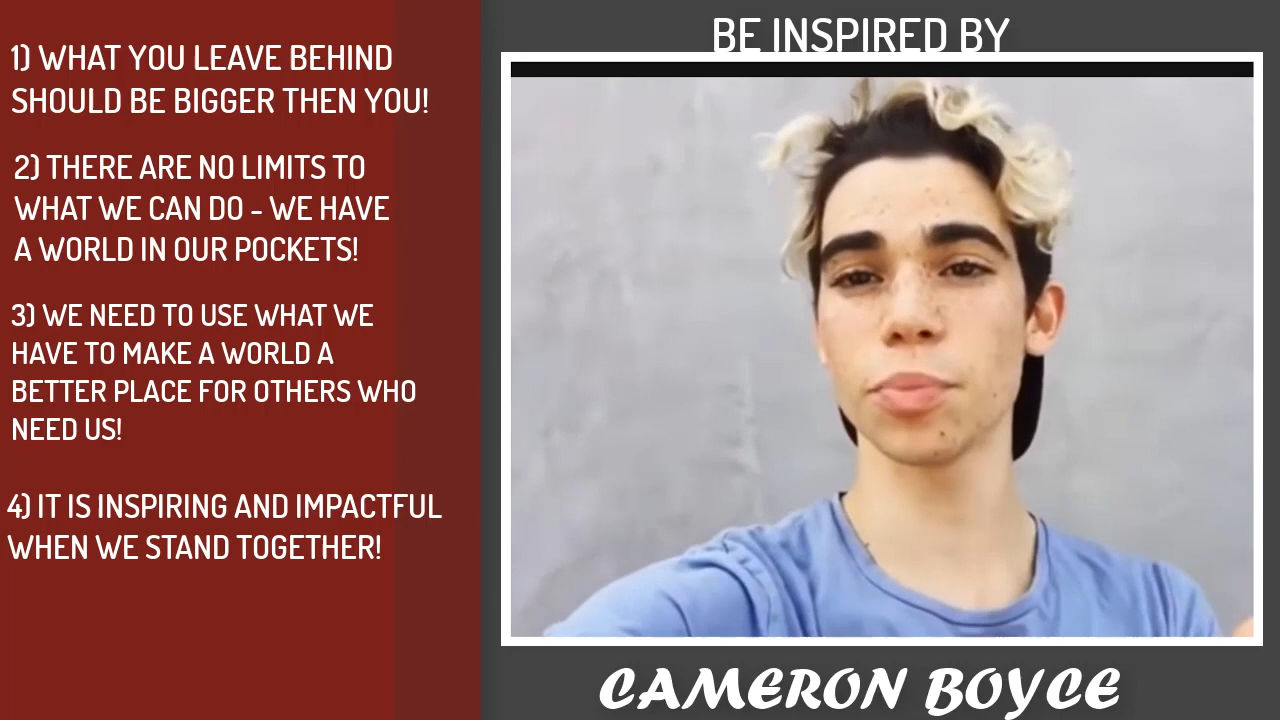 1) WHAT YOU LEAVE BEHIND
SHOULD BE BIGGER THEN YOU!
2) THERE ARE NO LIMITS TO
WHAT WE CAN DO - WE HAVE
A WORLD IN OUR POCKETS!
3) WE NEED TO USE WHAT WE
HAVE TO MAKE A WORLD A
BETTER PLACE FOR OTHERS WHO
NEED US!
4) IT IS INSPIRING AND IMPACTFUL
WHEN WE STAND TOGETHER!
BE INSPIRED BY
CAMERON BOYCE